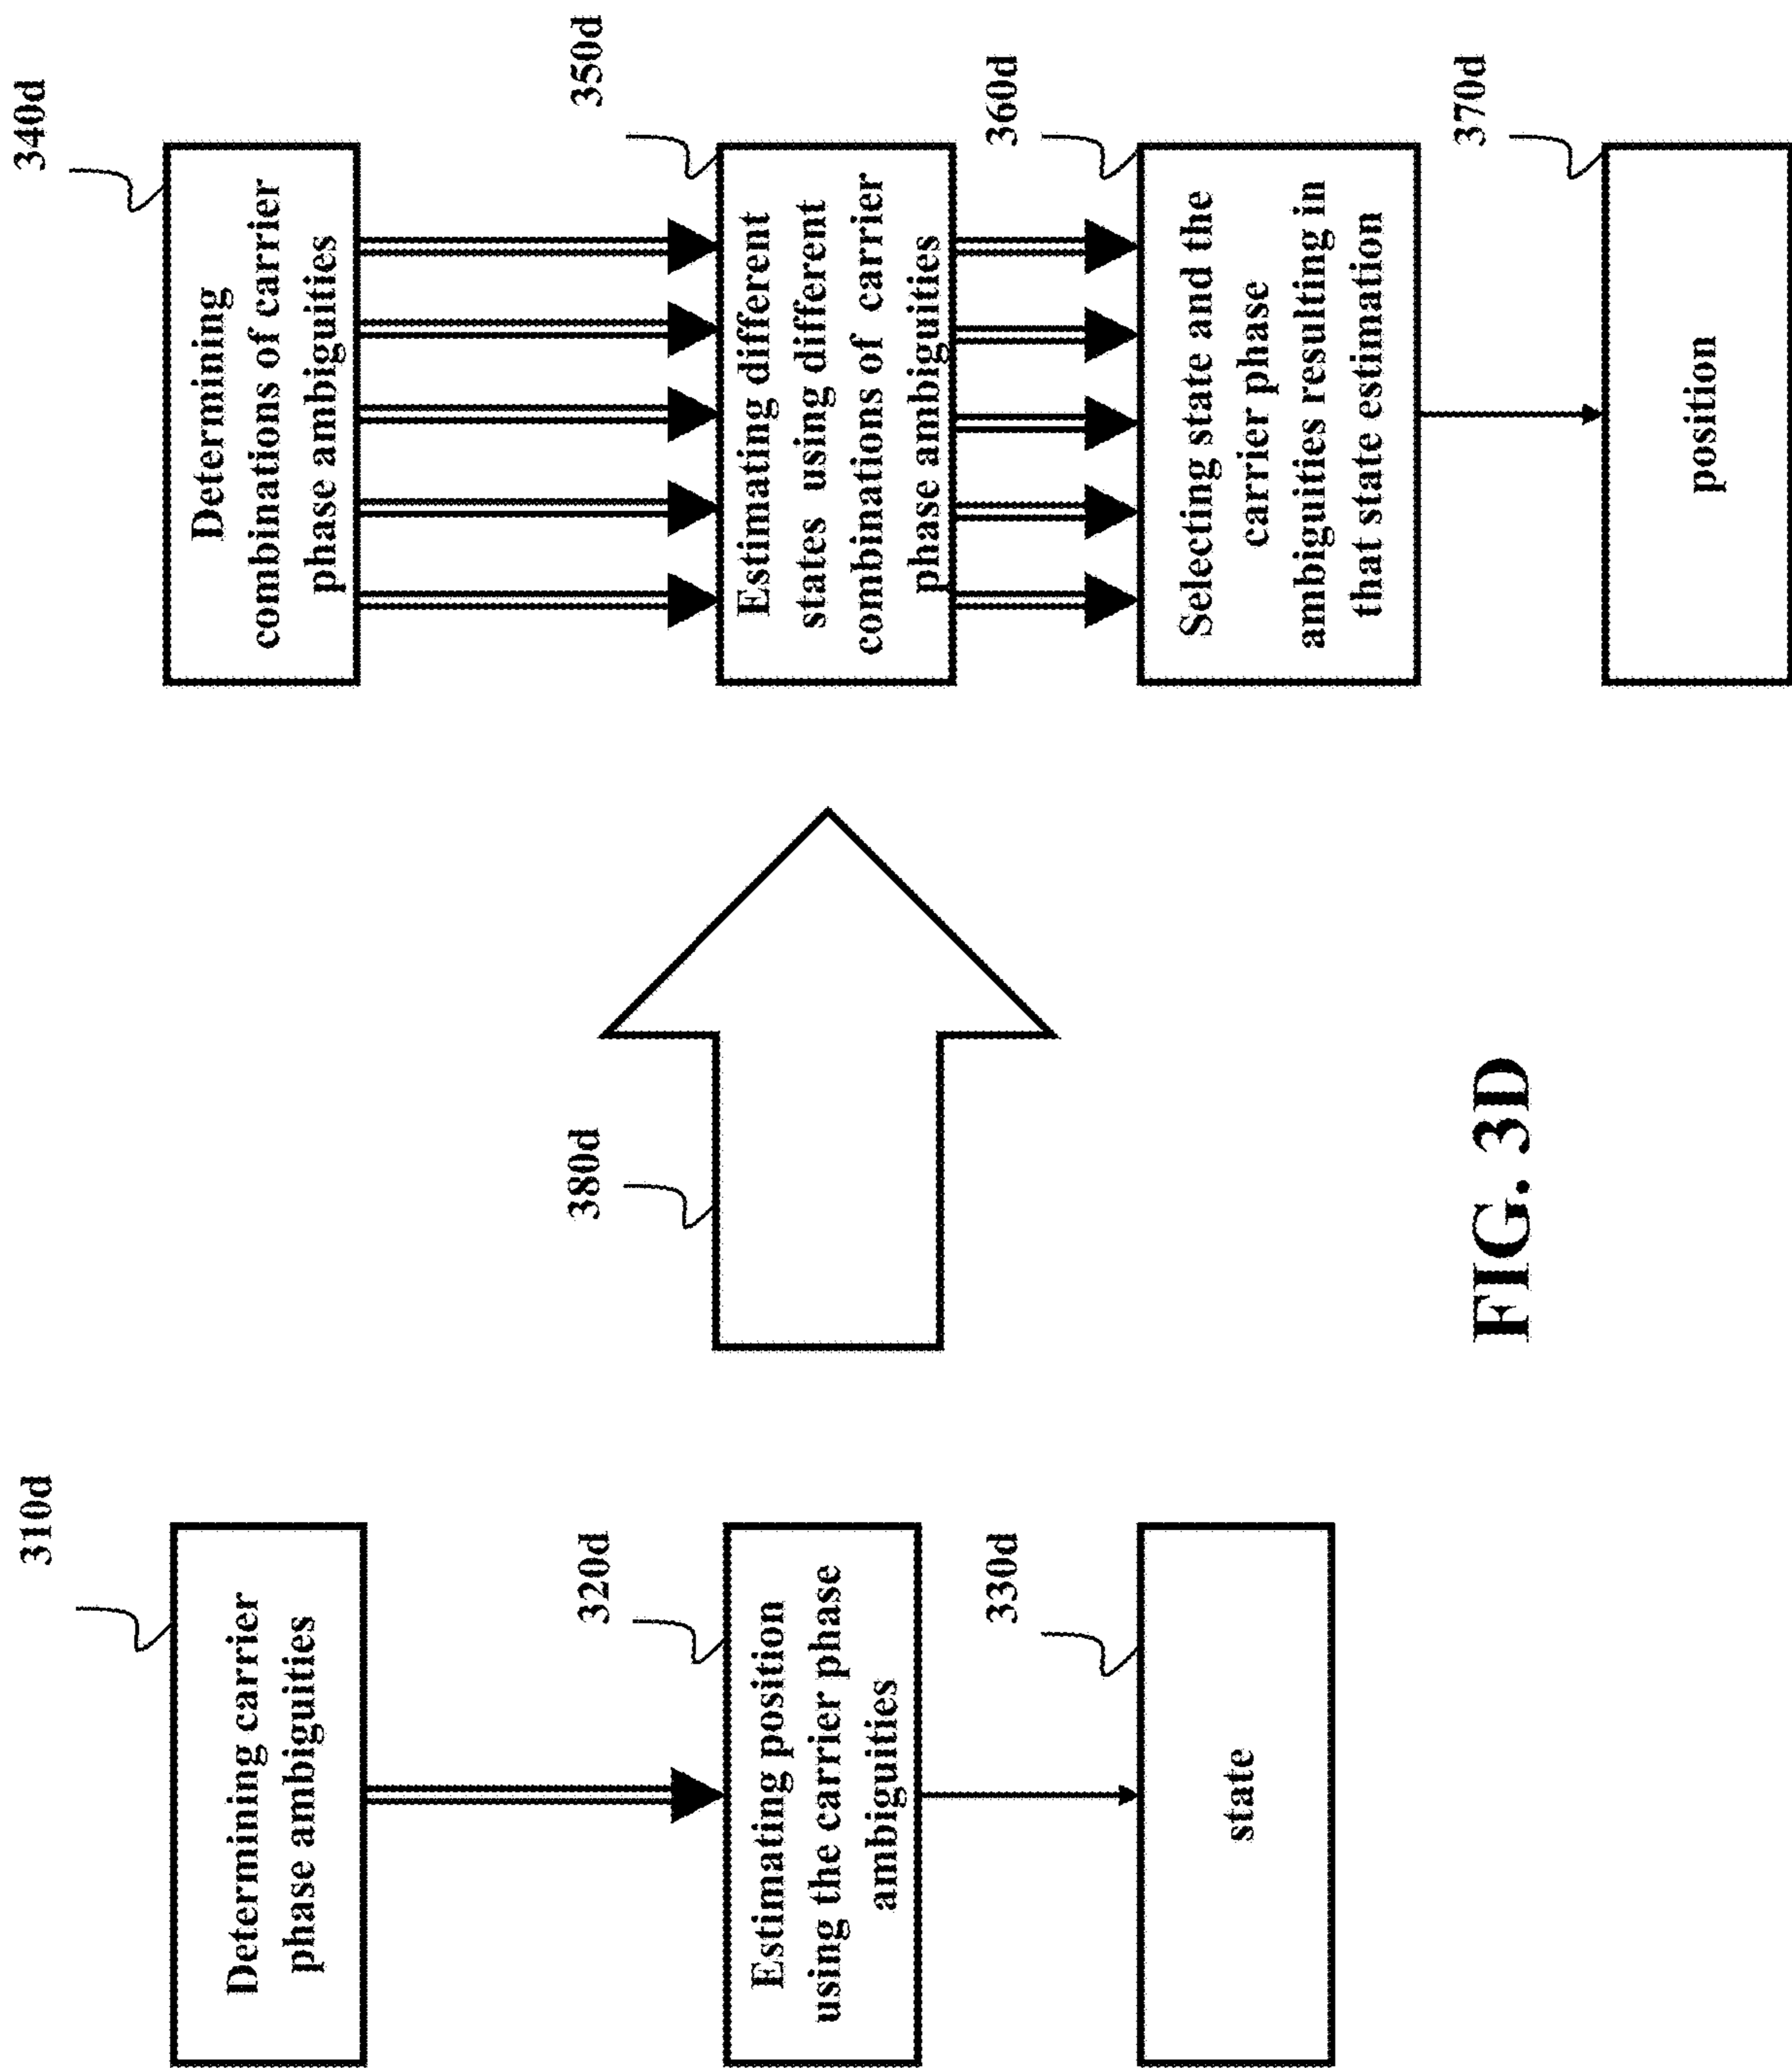 310d
Determining carrier
phase ambiguities
320d
Estimating position
using the carrier phase
ambiguities
330d
state
380d
340d
Determining
combinations of carrier
phase ambiguities
350d
Estimating different
states using different
combinations of carrier
phase ambiguities
360d
Selecting state and the
carrier phase
ambiguities resulting in
that state estimation
370d
position
FIG. 3D